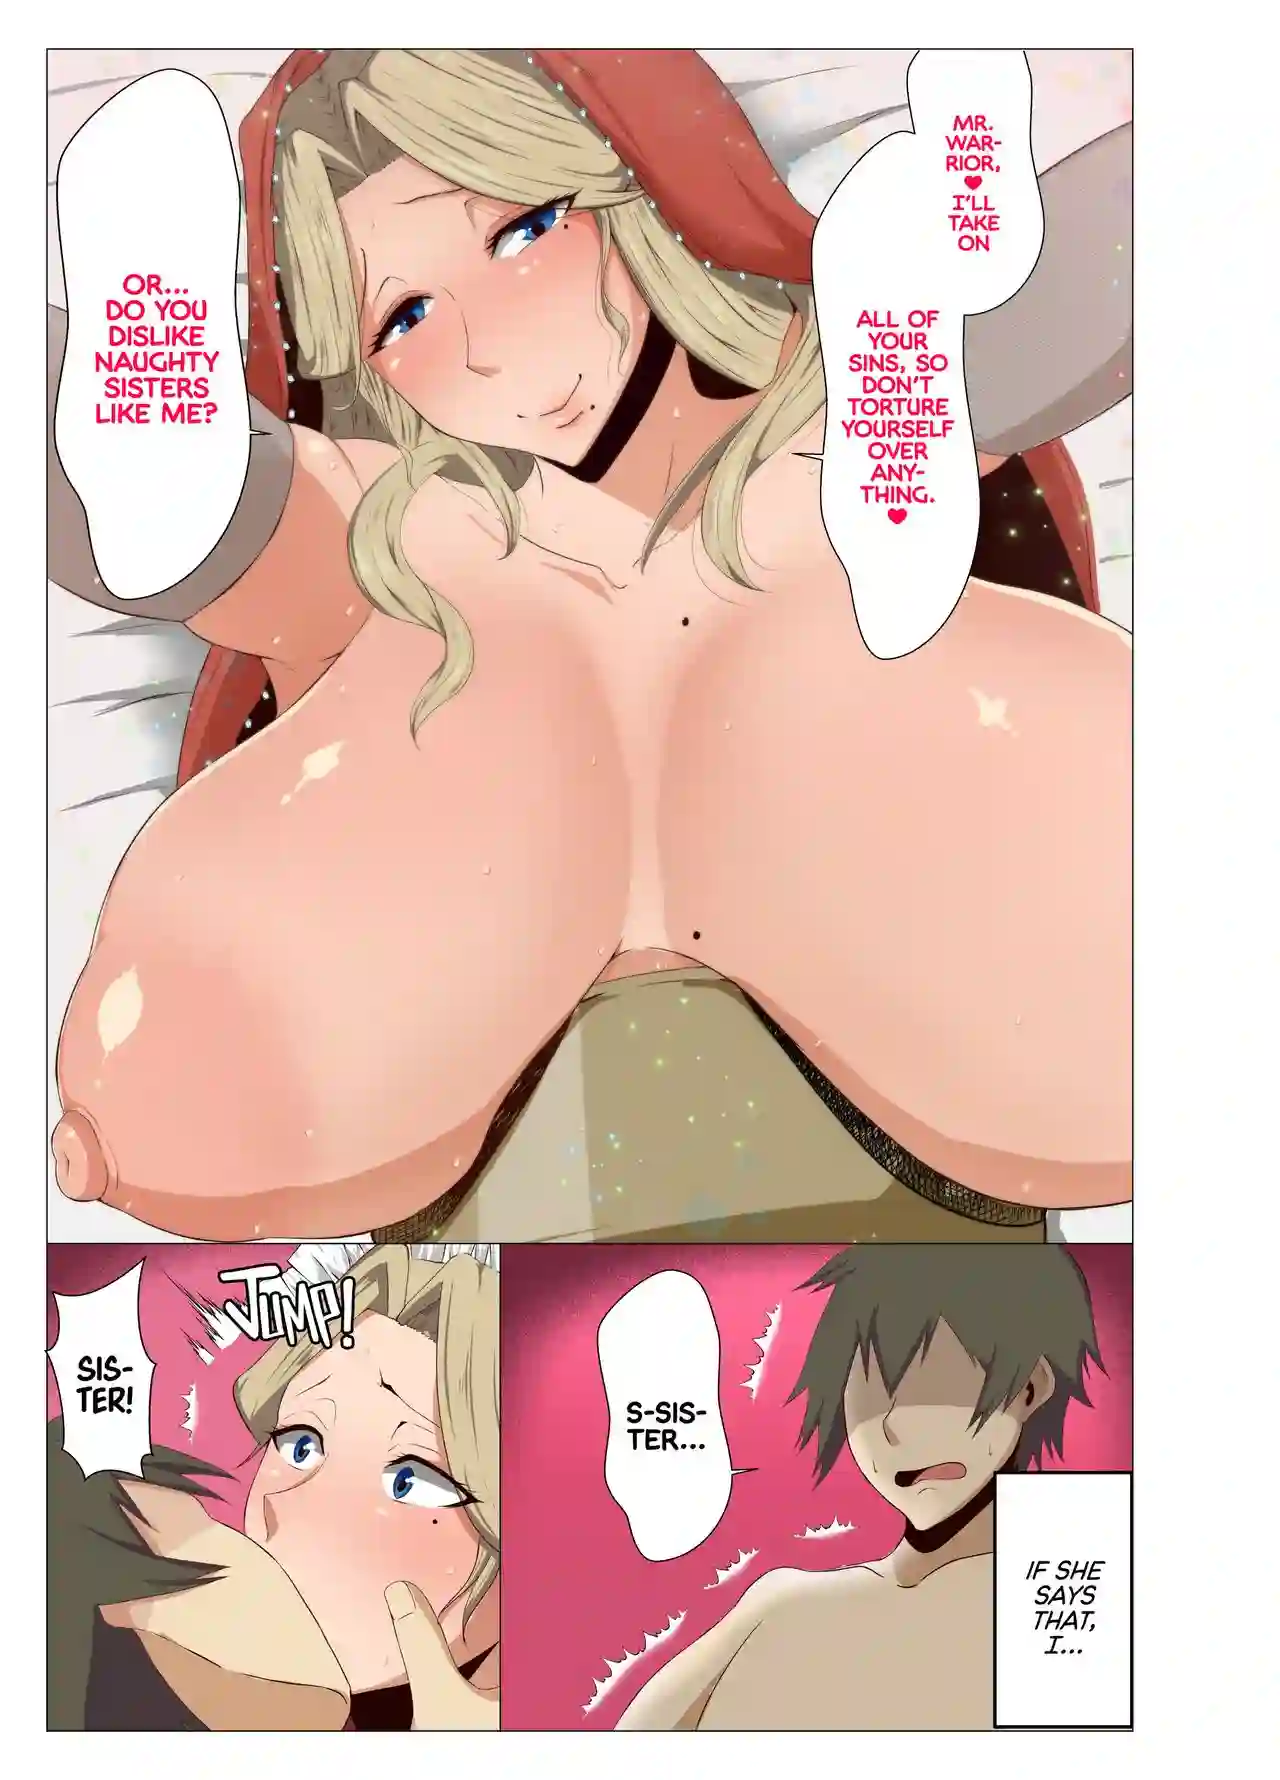 MR.
WAR-
RIOR,
❤
I'LL
TAKE
ON
ALL OF
YOUR
SINS, SO
DON'T
TORTURE
YOURSELF
OVER
ANY-
THING.
❤
OR...
DO YOU
DISLIKE
NAUGHTY
SISTERS
LIKE ME?
IF SHE
SAYS
THAT,
I...
S-SIS-
TER...
JUMP!
SIS-
TER!